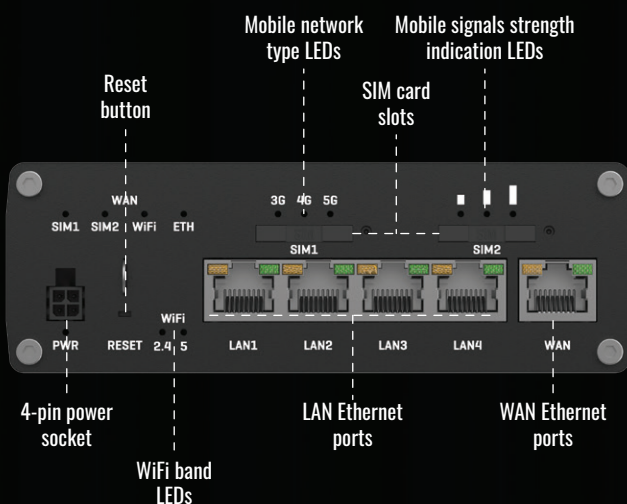 Mobile network
type LEDs
Mobile signals strength
indication LEDs
Reset
button
SIM card
slots
WAN
3G 4G 5G
SIM1 SIM2 WiFi ETH
SIM1
SIM2
WiFi
PWR RESET 2.4 5 LAN1 LAN2 LAN3 LAN4 WAN
4-pin power
socket
LAN Ethernet
ports
WAN Ethernet
ports
WiFi band
LEDs